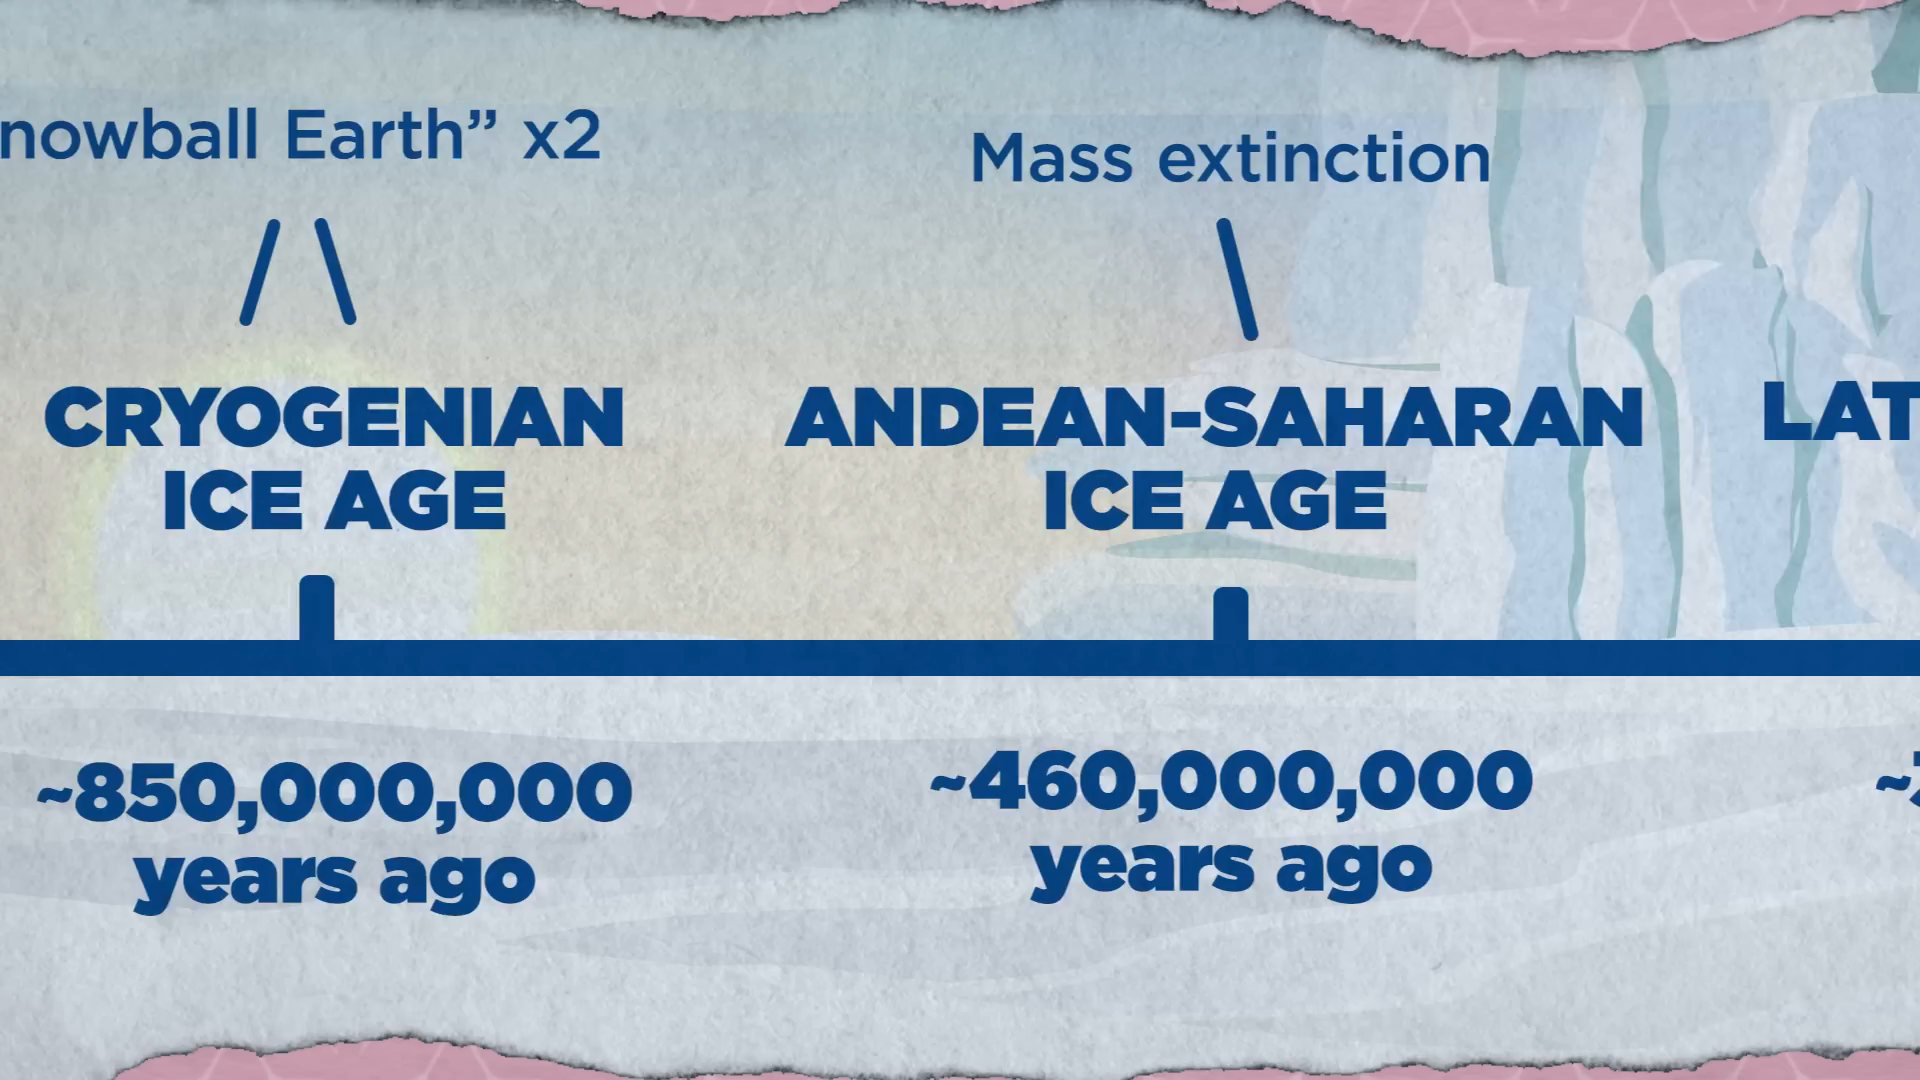 nowball Earth” x2
Mass extinction
CRYOGENIAN
ICE AGE
ANDEAN-SAHARAN
ICE AGE
LAT
~850,000,000
years ago
~460,000,000
years ago